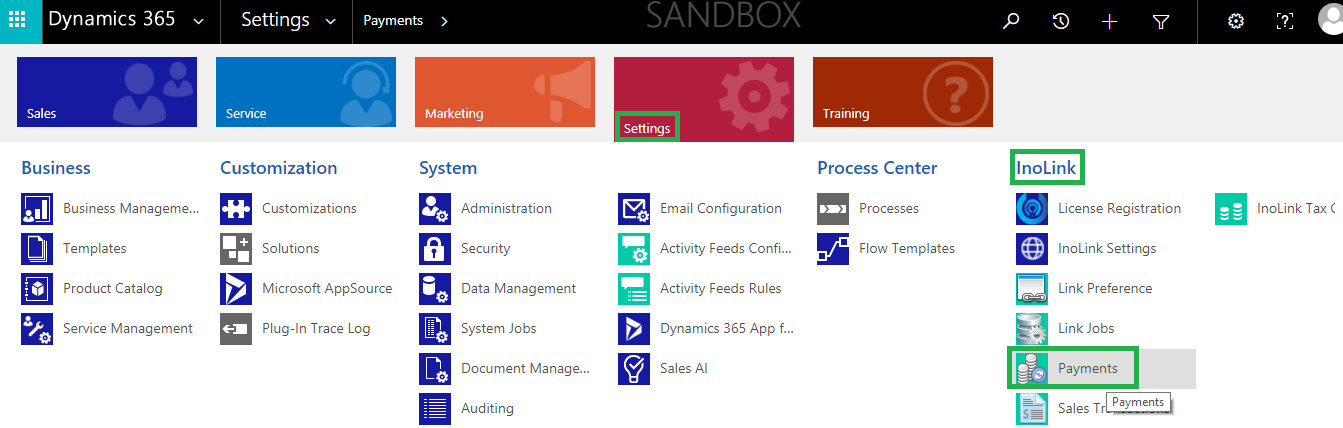 Dynamics 365
Settings
Payments
SANDBOX
Sales
Service
Marketing
Settings
Training
Business
Business Manageme...
Templates
Product Catalog
Service Management
Customization
Customizations
Solutions
Microsoft AppSource
Plug-In Trace Log
System
Administration
Security
Data Management
System Jobs
Document Manage...
Auditing
Email Configuration
Activity Feeds Confi...
Activity Feeds Rules
Dynamics 365 App f...
Sales AI
Process Center
Processes
Flow Templates
InoLink
License Registration
InoLink Settings
Link Preference
Link Jobs
Payments
Payments
Sales
InoLink Tax